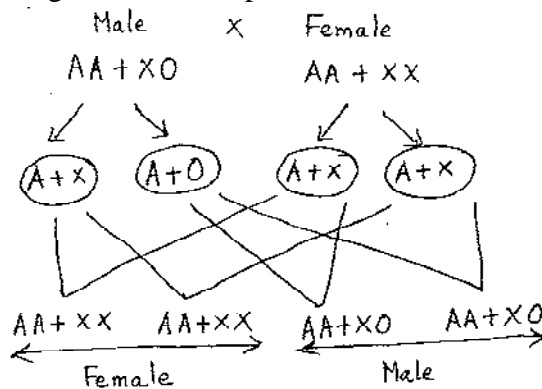 Male X Female
AA + XO AA + XX
A+X A+O A+X A+X
AA+XX AA+XX AA+XO AA+XO
Female Male